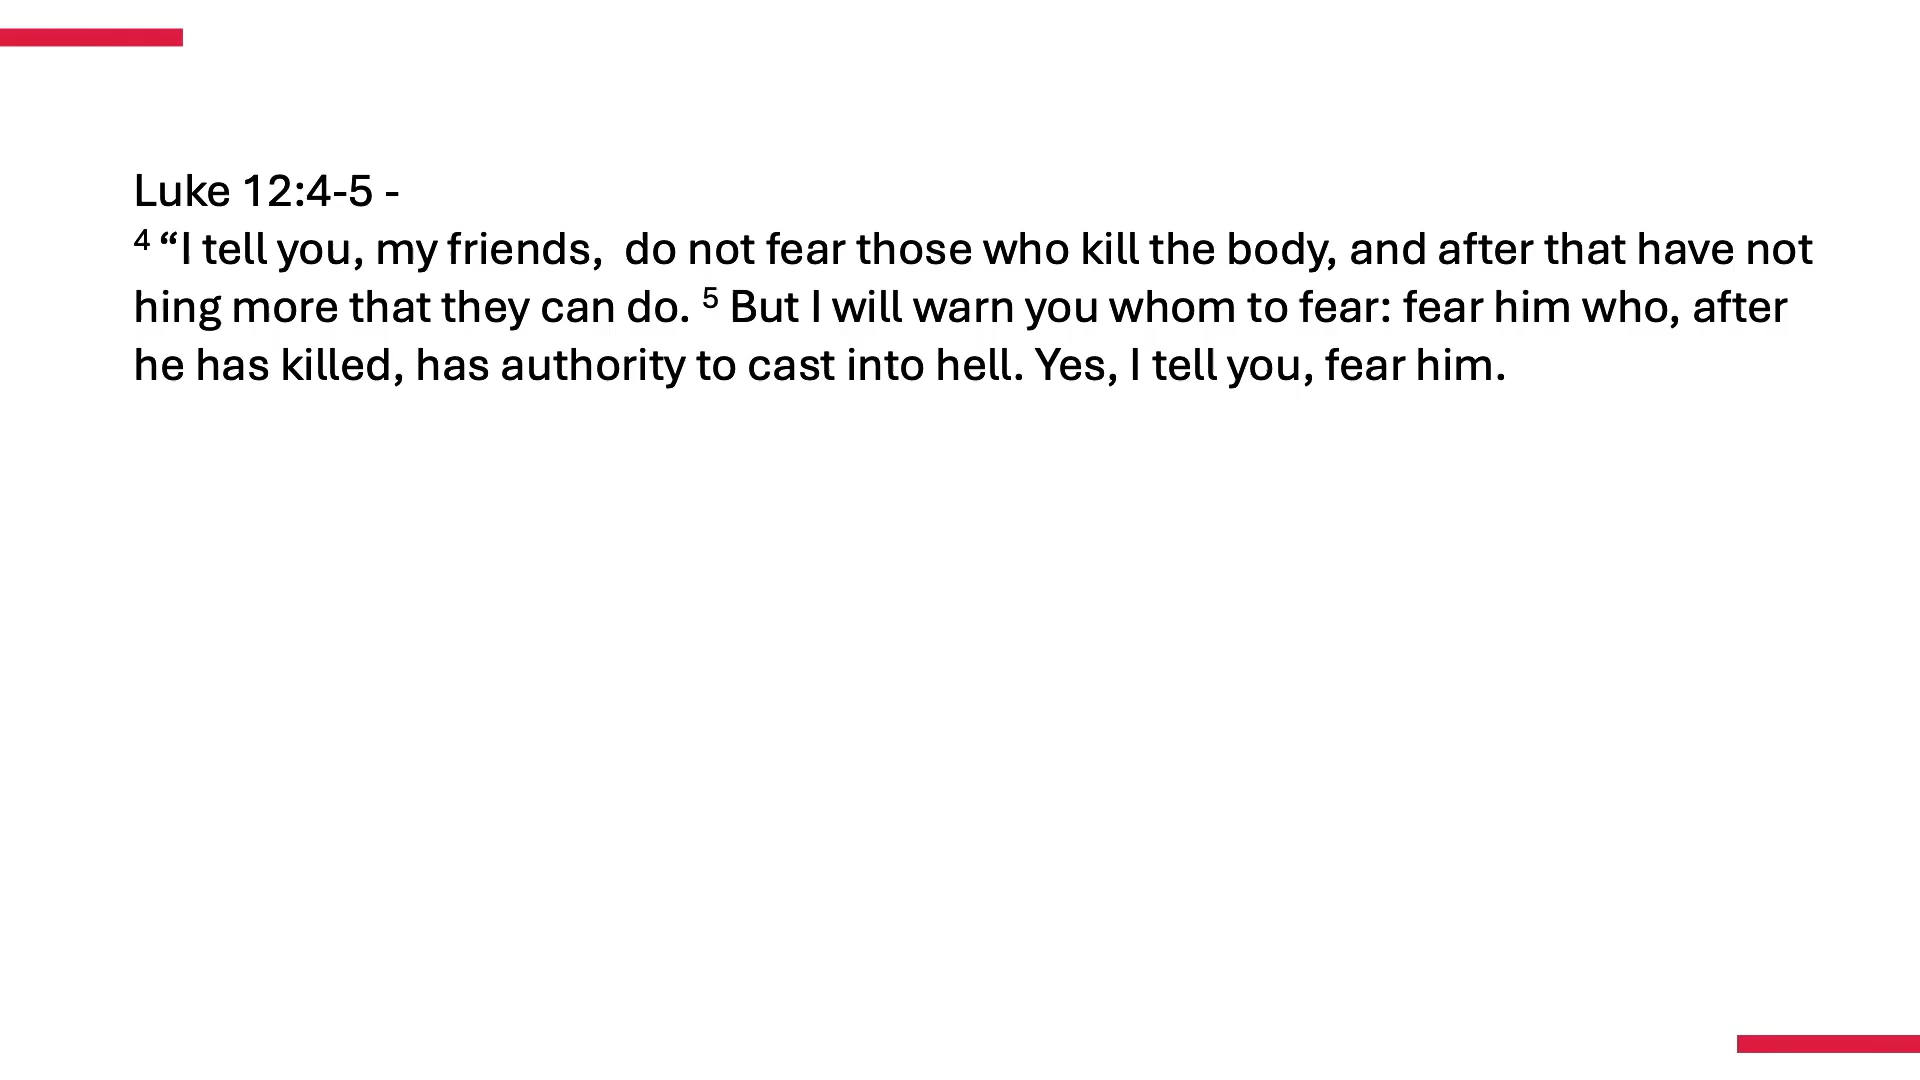 Luke 12:4-5 -
4 “I tell you, my friends,  do not fear those who kill the body, and after that have not
hing more that they can do. 5 But I will warn you whom to fear: fear him who, after
he has killed, has authority to cast into hell. Yes, I tell you, fear him.